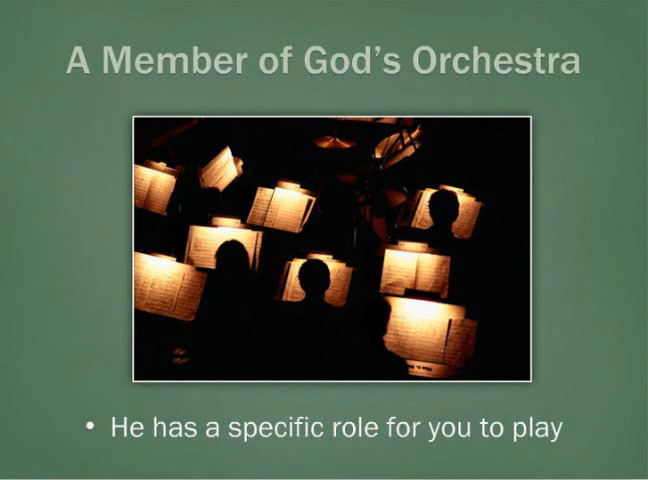 A Member of God’s Orchestra
• He has a specific role for you to play